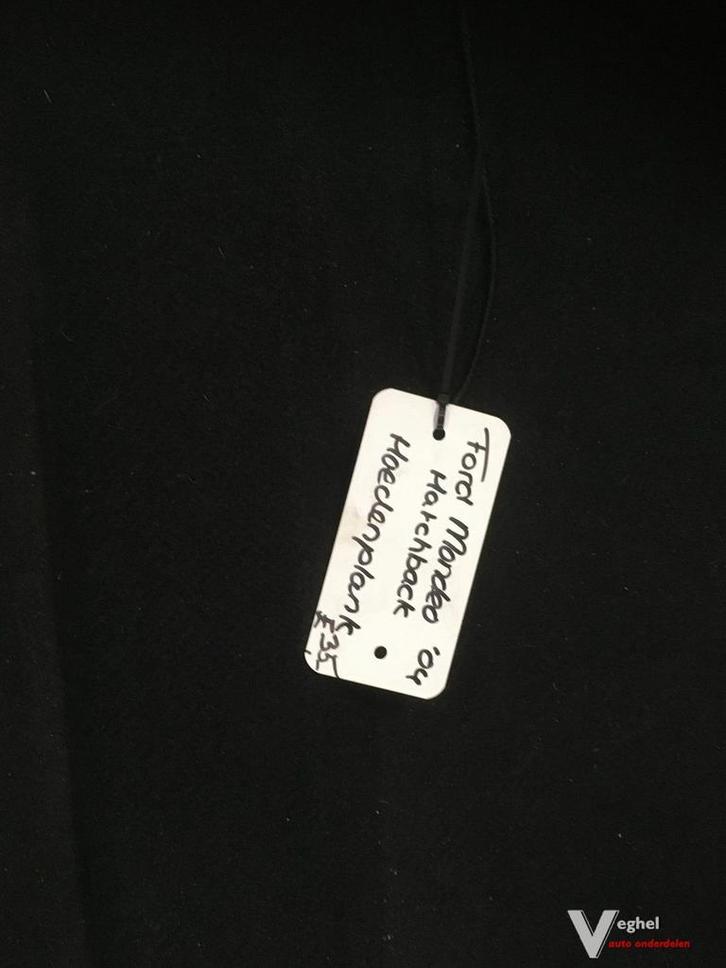 Ford Mondeo '04
Hatchback
Hoedenplank
€35
Veghel
auto onderdelen